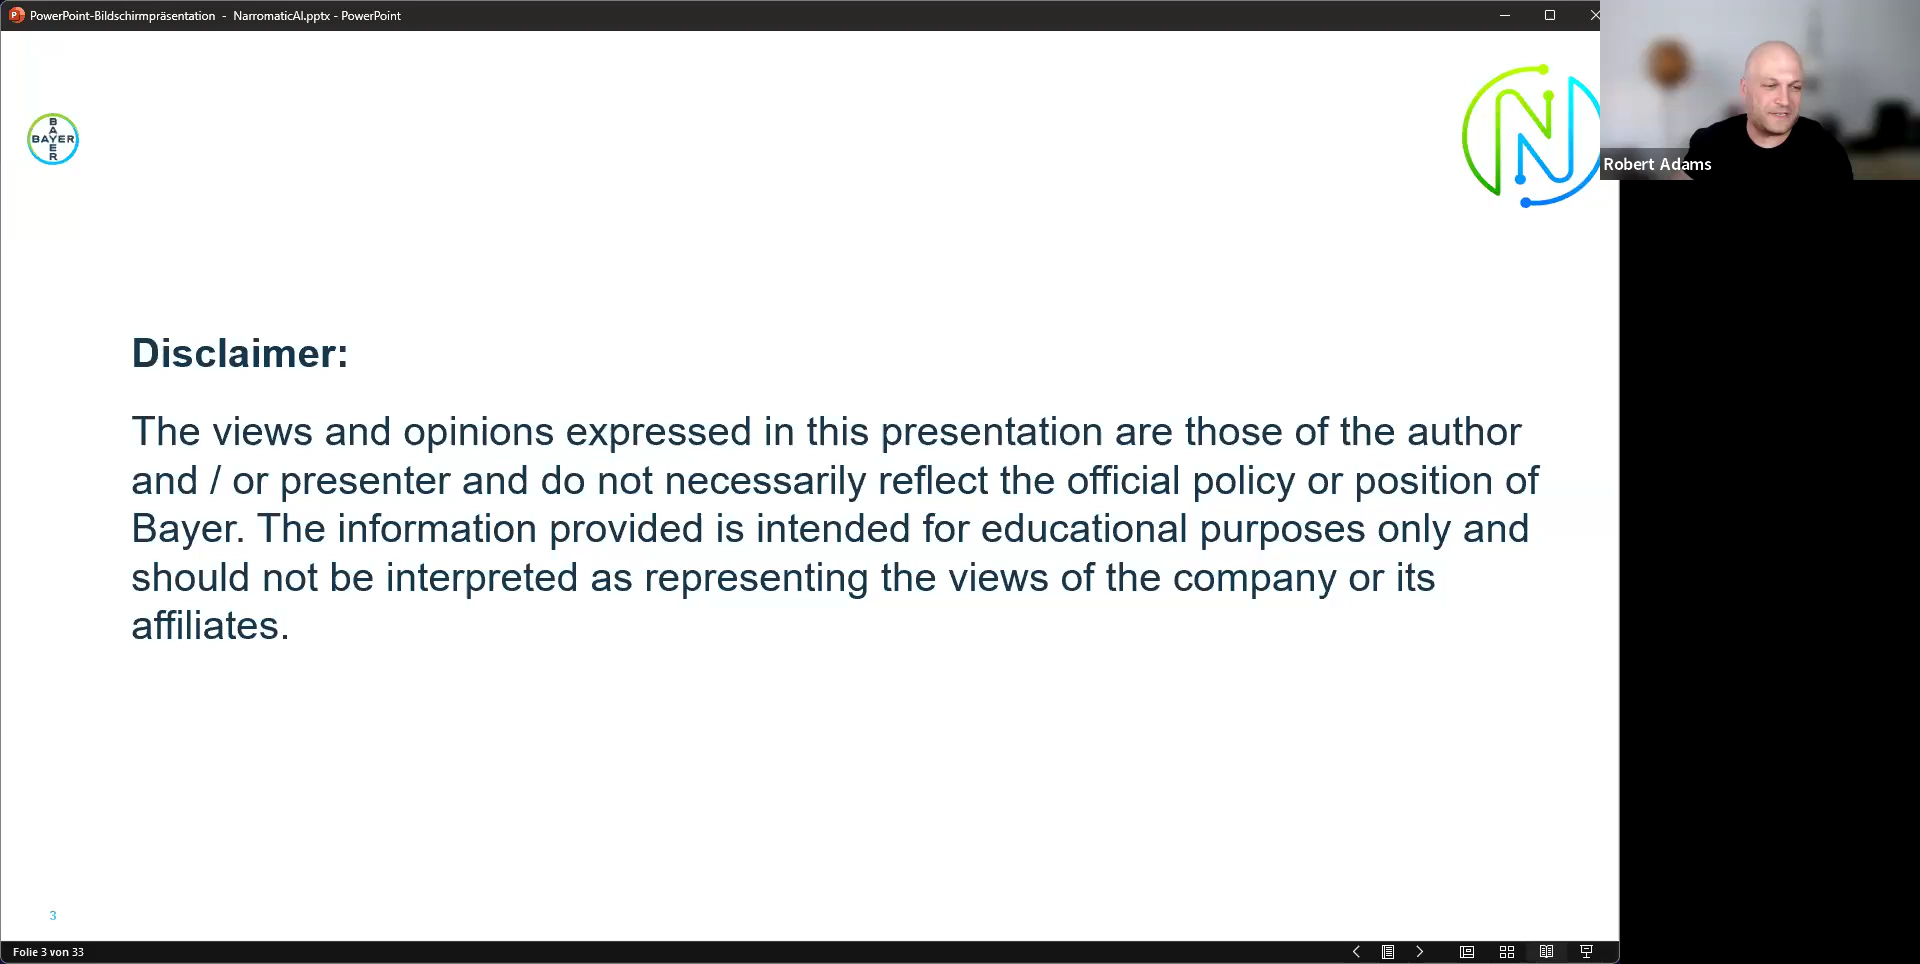 PowerPoint-Bildschirmpräsentation - NarromaticAI.pptx - PowerPoint
BAYER
BAYER
Robert Adams
Disclaimer:
The views and opinions expressed in this presentation are those of the author
and / or presenter and do not necessarily reflect the official policy or position of
Bayer. The information provided is intended for educational purposes only and
should not be interpreted as representing the views of the company or its
affiliates.
3
Folie 3 von 33